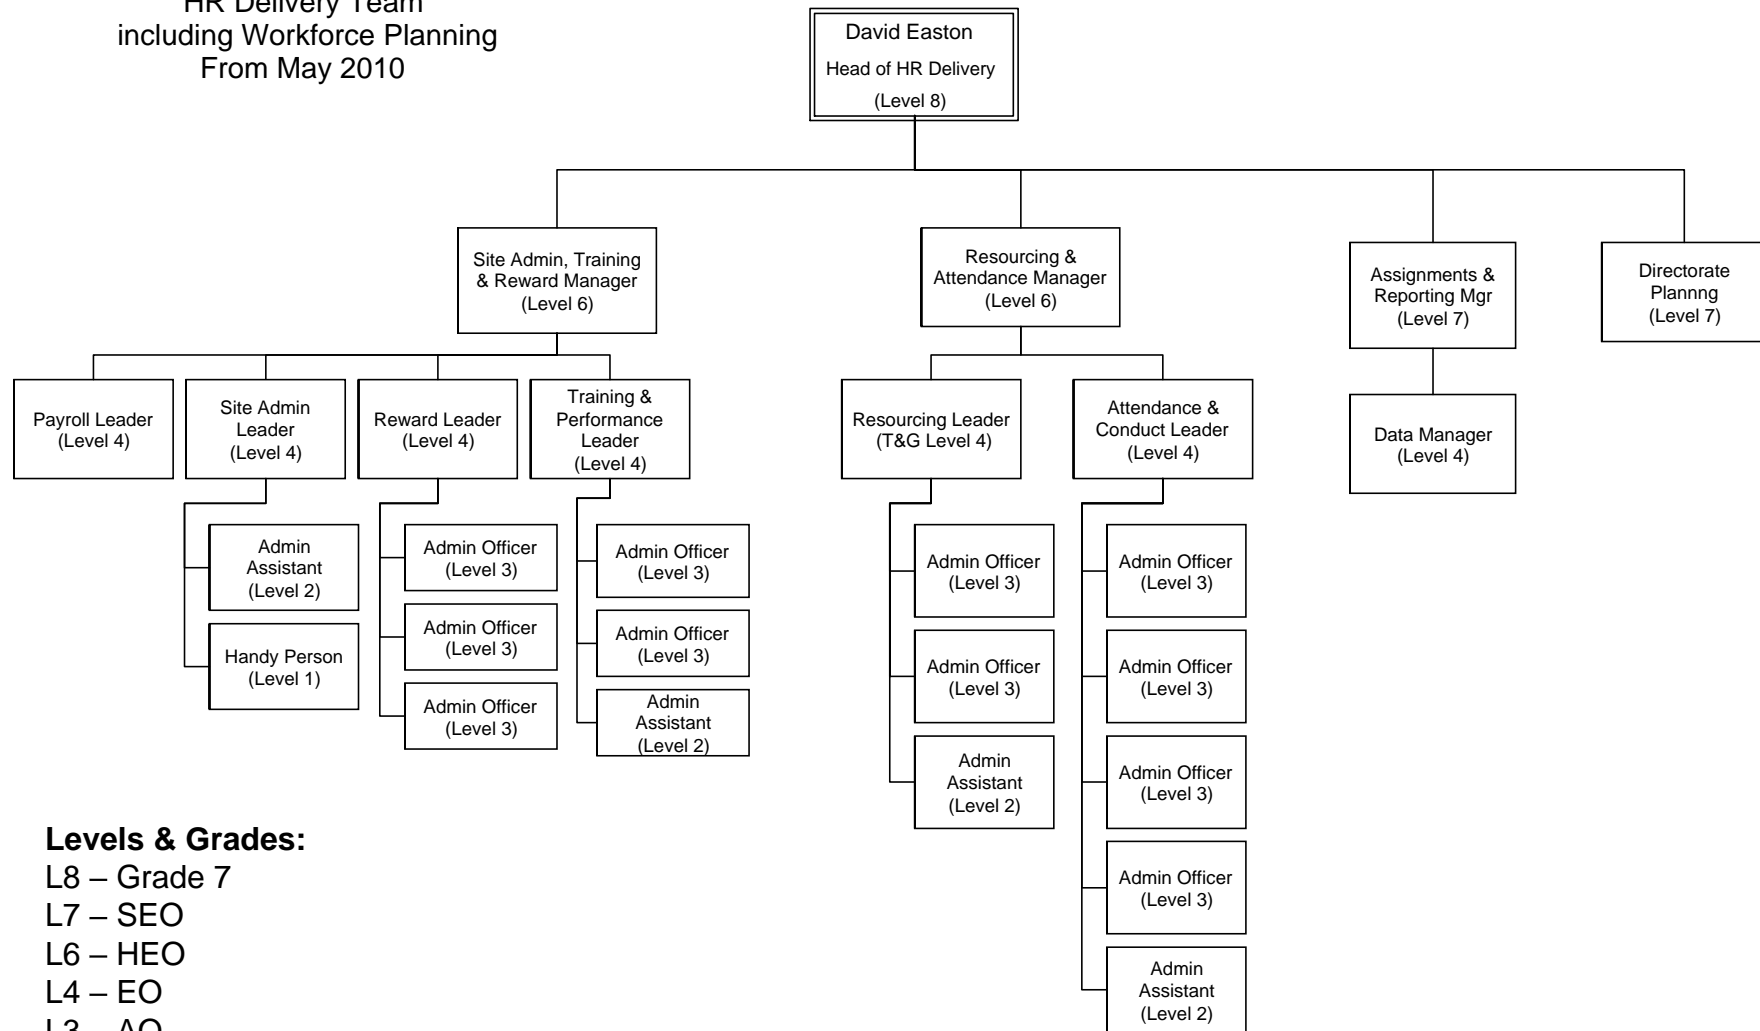 HR Delivery Team
including Workforce Planning
From May 2010
David Easton
Head of HR Delivery
(Level 8)
Site Admin, Training
& Reward Manager
(Level 6)
Resourcing &
Attendance Manager
(Level 6)
Assignments &
Reporting Mgr
(Level 7)
Directorate
Plannng
(Level 7)
Payroll Leader
(Level 4)
Site Admin
Leader
(Level 4)
Reward Leader
(Level 4)
Training &
Performance
Leader
(Level 4)
Resourcing Leader
(T&G Level 4)
Attendance &
Conduct Leader
(Level 4)
Data Manager
(Level 4)
Admin
Assistant
(Level 2)
Handy Person
(Level 1)
Admin Officer
(Level 3)
Admin Officer
(Level 3)
Admin Officer
(Level 3)
Admin Officer
(Level 3)
Admin Officer
(Level 3)
Admin
Assistant
(Level 2)
Admin Officer
(Level 3)
Admin Officer
(Level 3)
Admin
Assistant
(Level 2)
Admin Officer
(Level 3)
Admin Officer
(Level 3)
Admin Officer
(Level 3)
Admin Officer
(Level 3)
Admin
Assistant
(Level 2)
Levels & Grades:
L8 – Grade 7
L7 – SEO
L6 – HEO
L4 – EO
L3 – AO